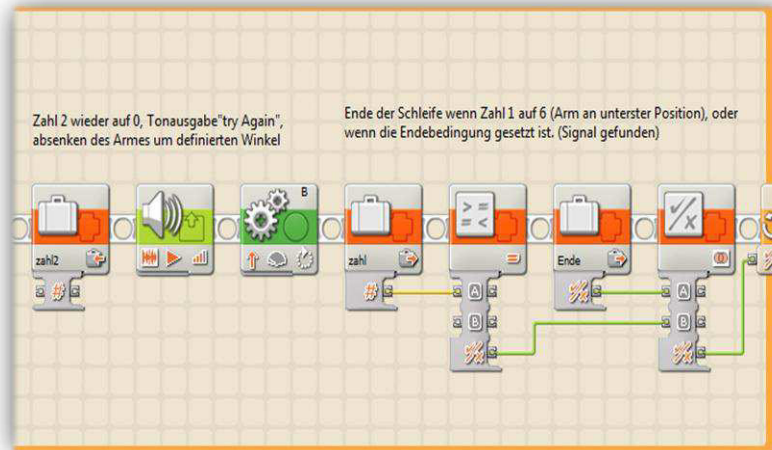 Zahl 2 wieder auf 0, Tonausgabe"try Again",
absenken des Armes um definierten Winkel
Ende der Schleife wenn Zahl 1 auf 6 (Arm an unterster Position), oder
wenn die Endebedingung gesetzt ist. (Signal gefunden)
B
zahl2
zahl
> =
= <
=
Ende
✓/x
#
#
A
B
✓/x
✓/x
A
B
✓/x